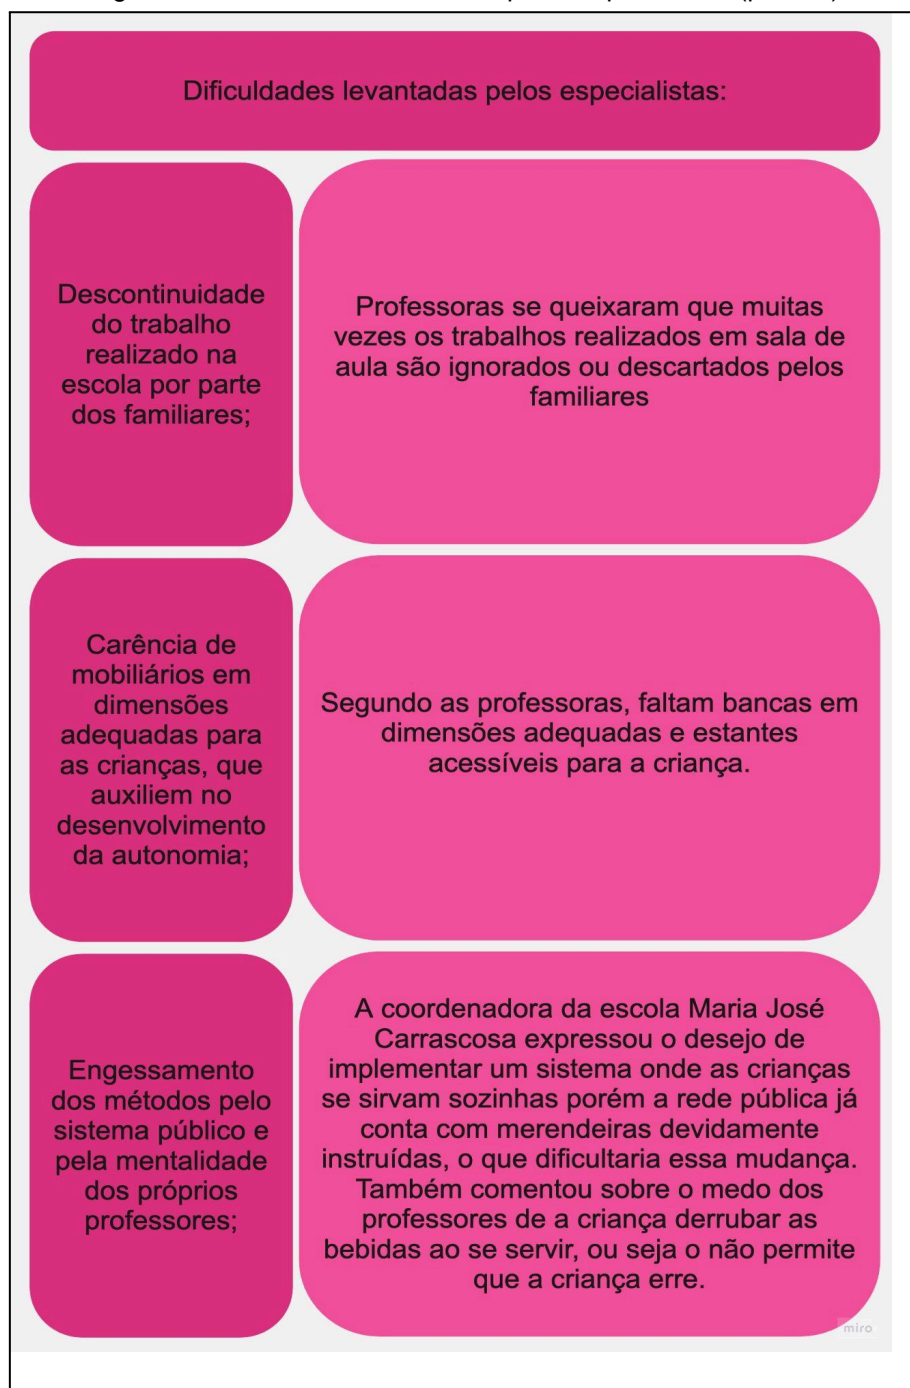 Dificuldades levantadas pelos especialistas:
Descontinuidade
do trabalho
realizado na
escola por parte
dos familiares;
Professoras se queixaram que muitas
vezes os trabalhos realizados em sala de
aula são ignorados ou descartados pelos
familiares
Carência de
mobiliários em
dimensões
adequadas para
as crianças, que
auxiliem no
desenvolvimento
da autonomia;
Segundo as professoras, faltam bancas em
dimensões adequadas e estantes
acessíveis para a criança.
Engessamento
dos métodos pelo
sistema público e
pela mentalidade
dos próprios
professores;
A coordenadora da escola Maria José
Carrascosa expressou o desejo de
implementar um sistema onde as crianças
se sirvam sozinhas porém a rede pública já
conta com merendeiras devidamente
instruídas, o que dificultaria essa mudança.
Também comentou sobre o medo dos
professores de a criança derrubar as
bebidas ao se servir, ou seja o não permite
que a criança erre.
miro